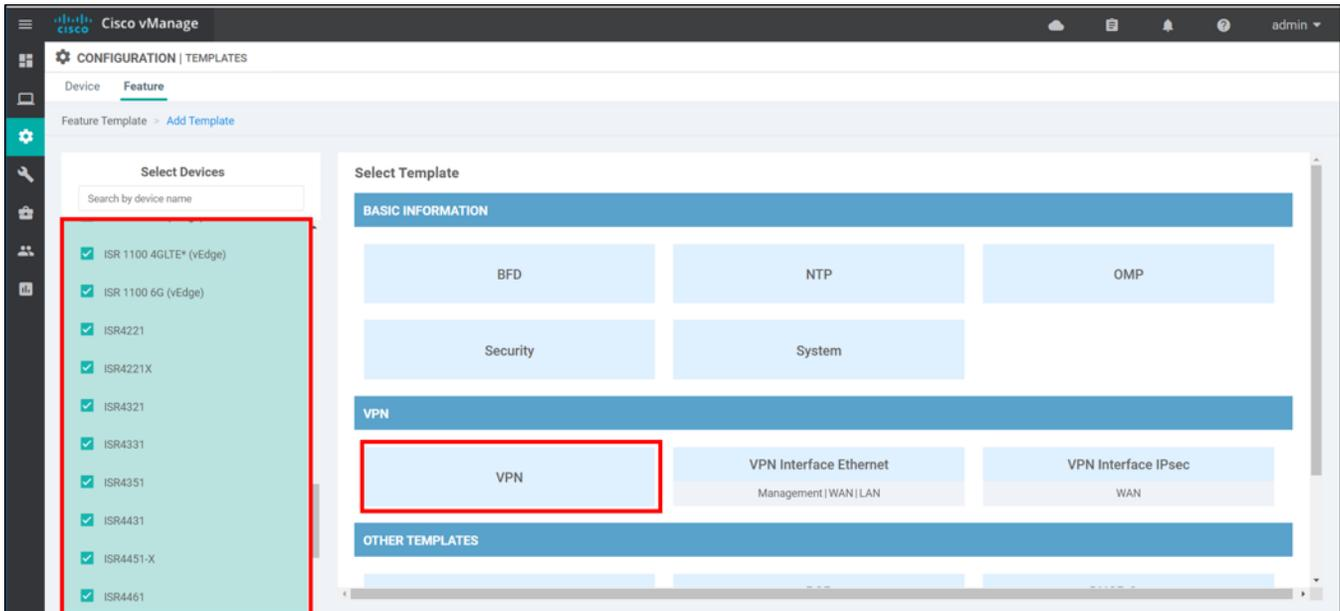 CISCO Cisco vManage admin
CONFIGURATION | TEMPLATES
Device Feature
Feature Template > Add Template
Select Devices
Search by device name
ISR 1100 4GLTE* (vEdge)
ISR 1100 6G (vEdge)
ISR4221
ISR4221X
ISR4321
ISR4331
ISR4351
ISR4431
ISR4451-X
ISR4461
Select Template
BASIC INFORMATION
BFD NTP OMP
Security System
VPN
VPN VPN Interface Ethernet VPN Interface IPsec
Management | WAN | LAN WAN
OTHER TEMPLATES